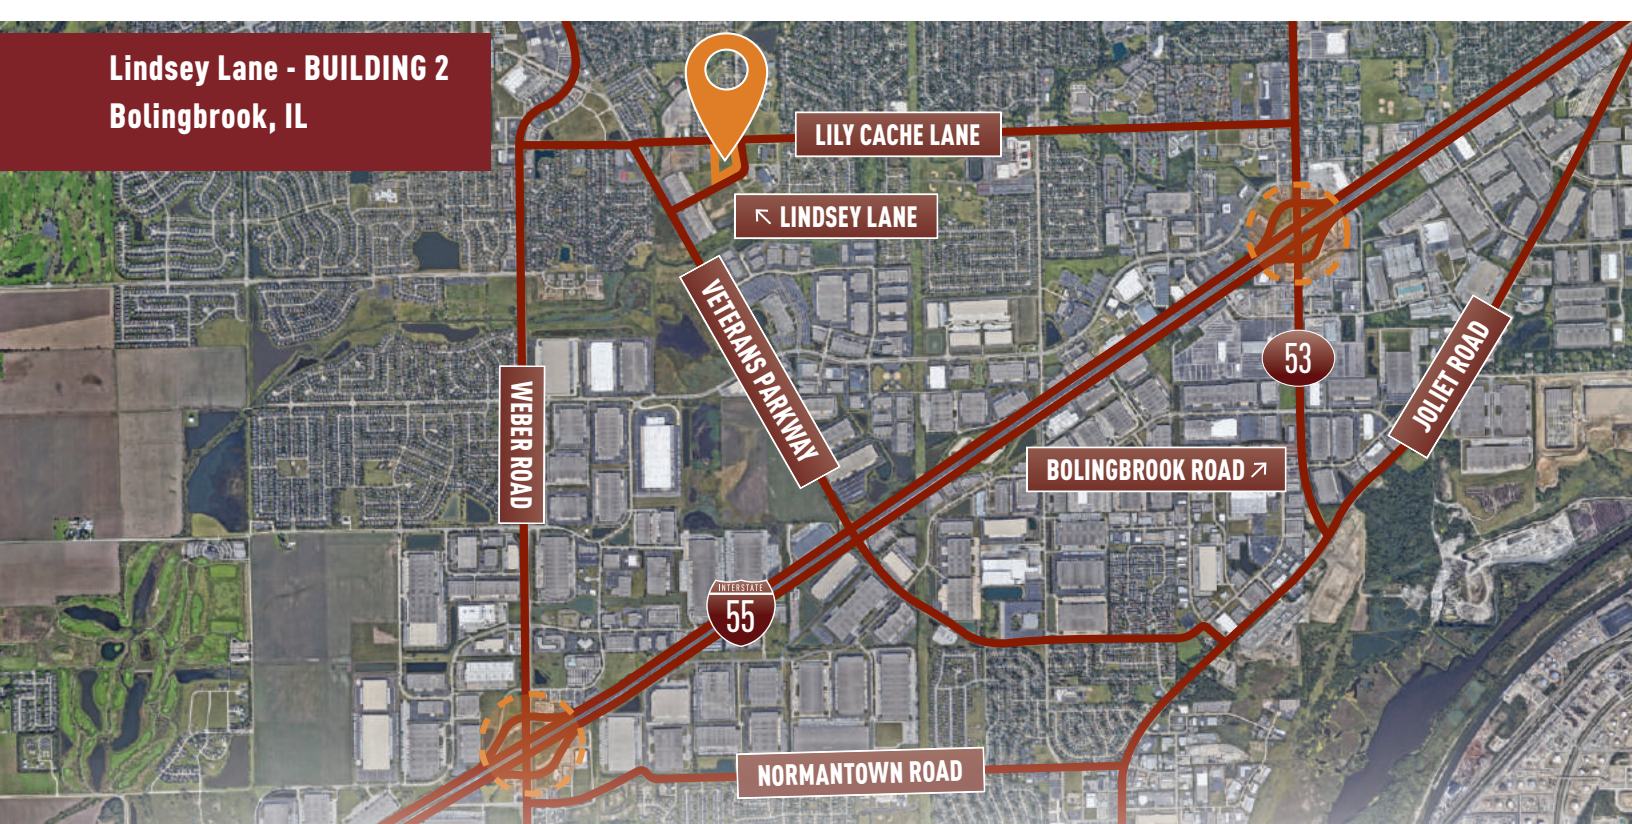 Lindsey Lane - BUILDING 2
Bolingbrook, IL
LILY CACHE LANE
↖ LINDSEY LANE
VETERANS PARKWAY
53
JOLIET ROAD
WEBER ROAD
BOLINGBROOK ROAD ↗
INTERSTATE
55
NORMANTOWN ROAD